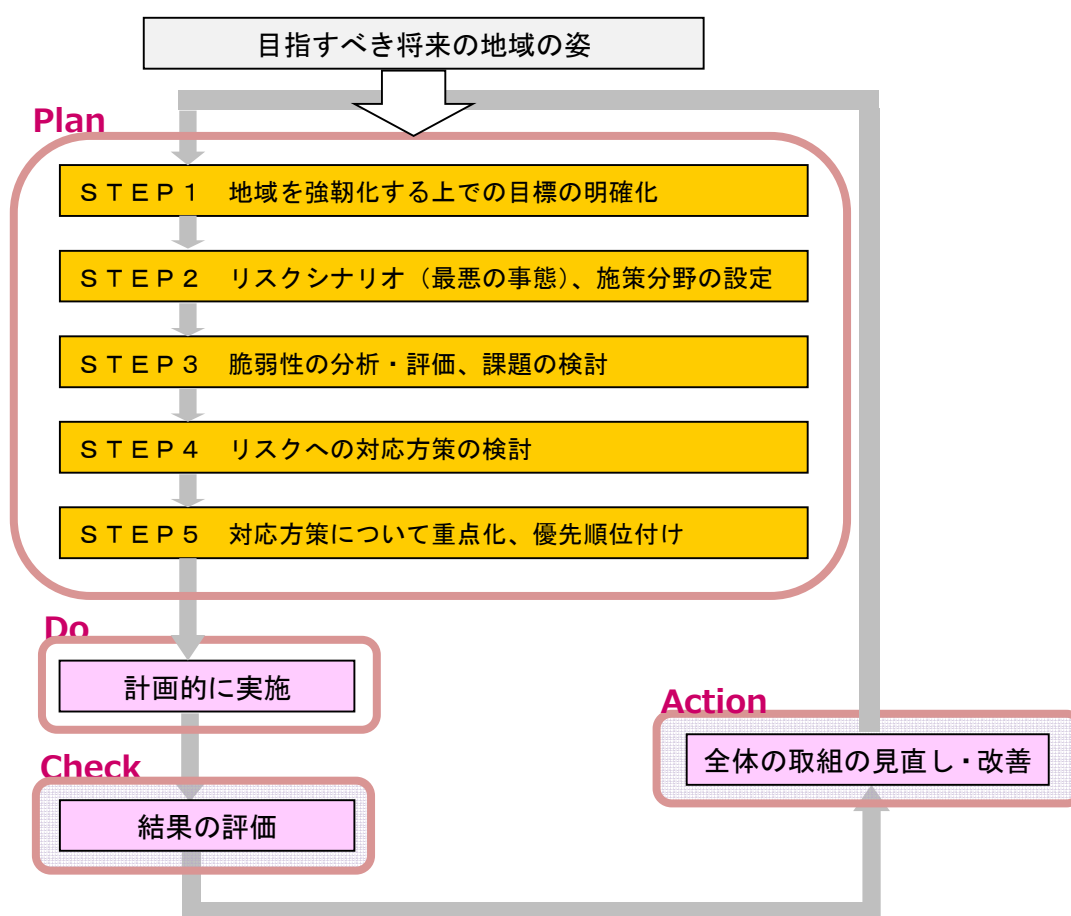 目指すべき将来の地域の姿
Plan
ＳＴＥＰ１　地域を強靭化する上での目標の明確化
ＳＴＥＰ２　リスクシナリオ（最悪の事態）、施策分野の設定
ＳＴＥＰ３　脆弱性の分析・評価、課題の検討
ＳＴＥＰ４　リスクへの対応方策の検討
ＳＴＥＰ５　対応方策について重点化、優先順位付け
Do
計画的に実施
Check
結果の評価
Action
全体の取組の見直し・改善